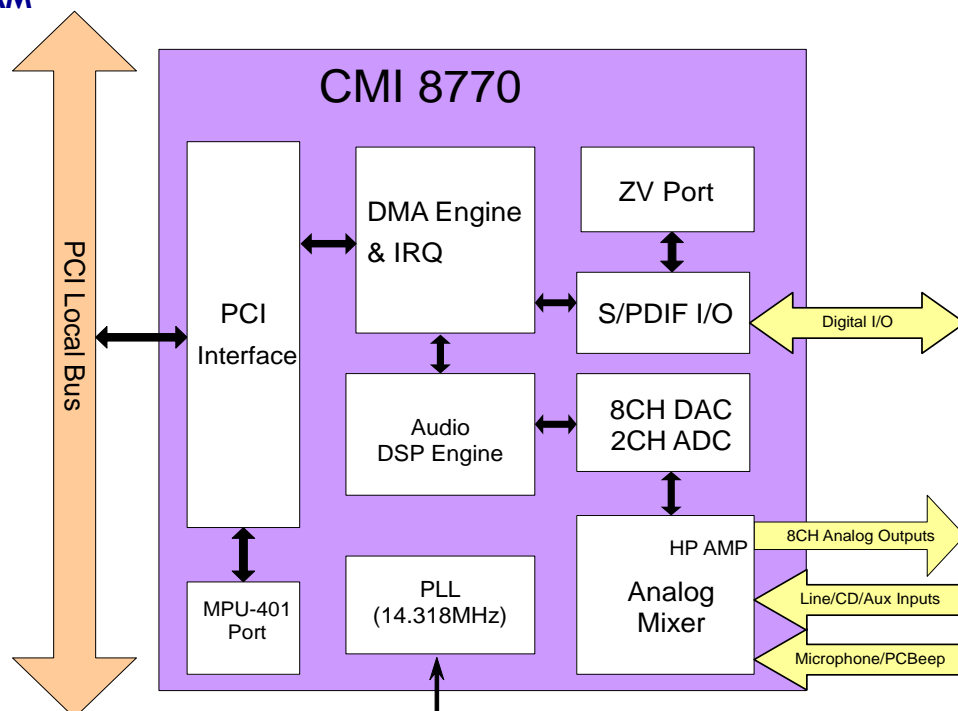 CMI 8770
PCI Local Bus
PCI
Interface
DMA Engine
& IRQ
ZV Port
S/PDIF I/O
Digital I/O
Audio
DSP Engine
8CH DAC
2CH ADC
HP AMP
Analog
Mixer
8CH Analog Outputs
Line/CD/Aux Inputs
Microphone/PCBeep
MPU-401
Port
PLL
(14.318MHz)